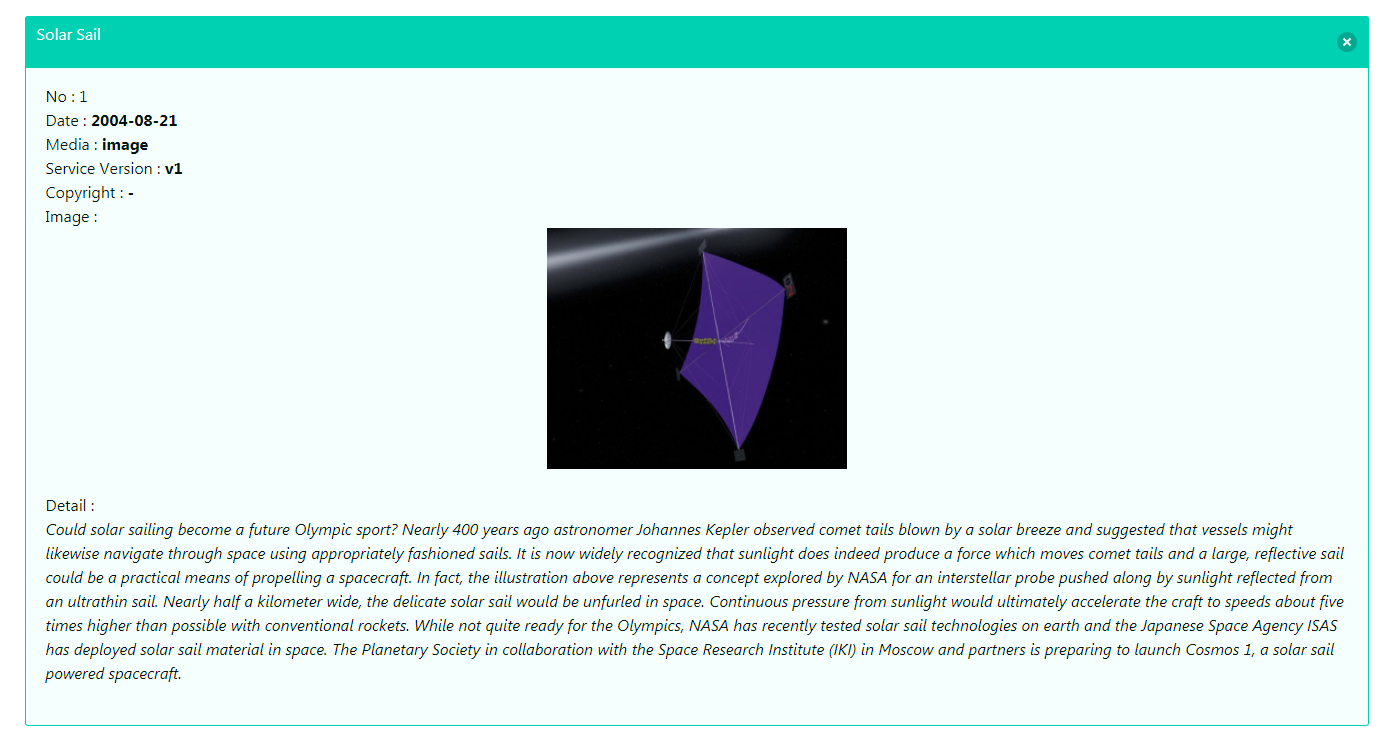 Solar Sail
No : 1
Date : 2004-08-21
Media : image
Service Version : v1
Copyright : -
Image :
Detail :
Could solar sailing become a future Olympic sport? Nearly 400 years ago astronomer Johannes Kepler observed comet tails blown by a solar breeze and suggested that vessels might
likewise navigate through space using appropriately fashioned sails. It is now widely recognized that sunlight does indeed produce a force which moves comet tails and a large, reflective sail
could be a practical means of propelling a spacecraft. In fact, the illustration above represents a concept explored by NASA for an interstellar probe pushed along by sunlight reflected from
an ultrathin sail. Nearly half a kilometer wide, the delicate solar sail would be unfurled in space. Continuous pressure from sunlight would ultimately accelerate the craft to speeds about five
times higher than possible with conventional rockets. While not quite ready for the Olympics, NASA has recently tested solar sail technologies on earth and the Japanese Space Agency ISAS
has deployed solar sail material in space. The Planetary Society in collaboration with the Space Research Institute (IKI) in Moscow and partners is preparing to launch Cosmos 1, a solar sail
powered spacecraft.